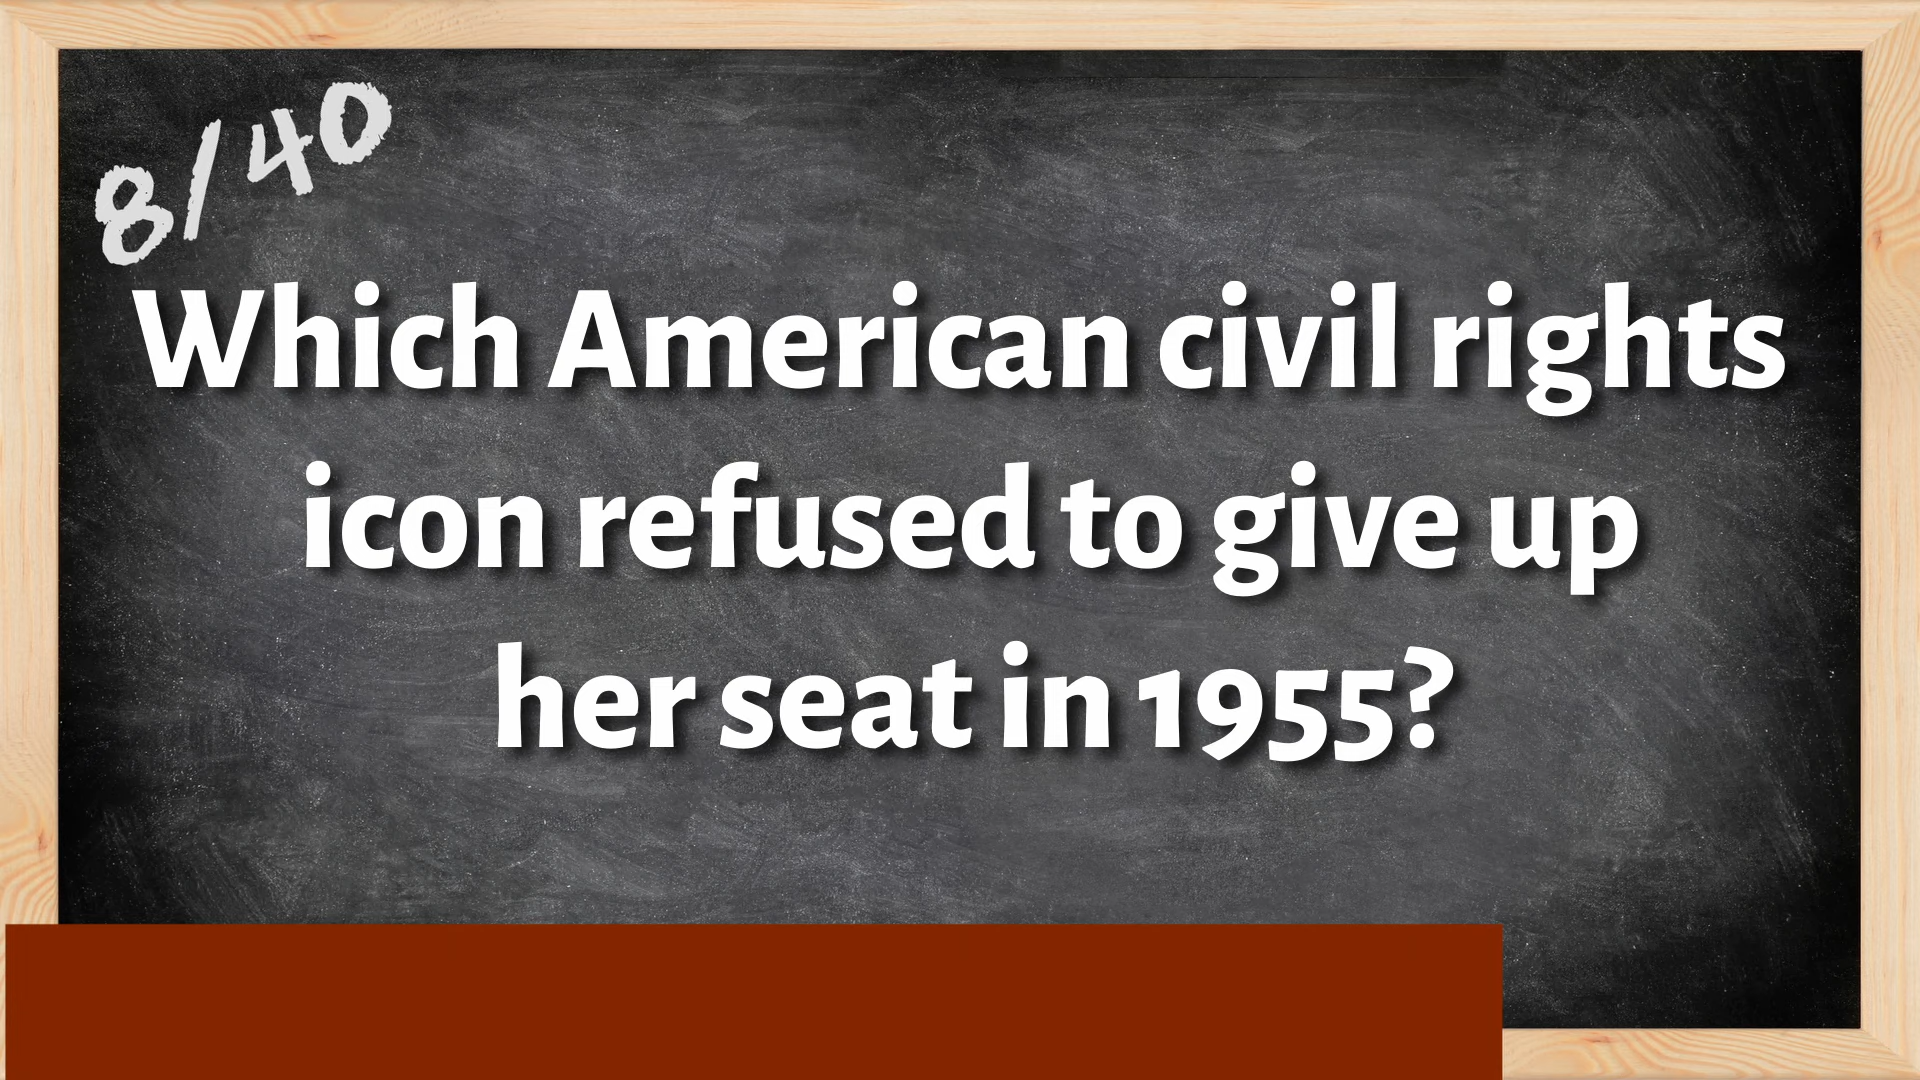 8/40
Which American civil rights
icon refused to give up
her seat in 1955?